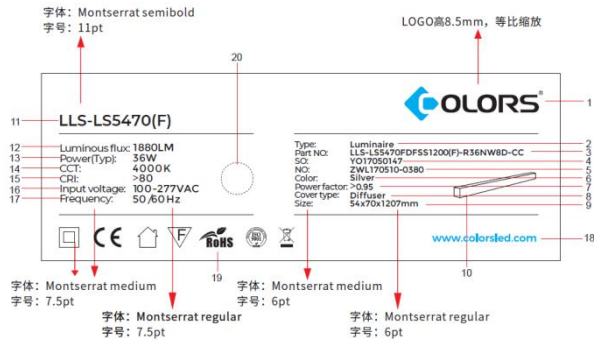 字体：Montserrat semibold
字号：11pt
LOGO高8.5mm，等比缩放
20
COLORS®
1
11
LLS-LS5470(F)
12 Luminous flux: 1880LM
13 Power(Typ): 36W
14 CCT: 4000K
15 CRI: >80
16 Input voltage: 100-277VAC
17 Frequency: 50/60Hz
Type: Luminaire 2
Part NO: LLS-LS5470FDFSS1200(F)-R36NW8D-CC 3
SO: YO17050147 4
NO: ZWL170510-0380 5
Color: Silver 6
Power factor: >0.95 7
Cover type: Diffuser 8
Size: 54x70x1207mm 9
CE
F
RoHS
www.colorsled.com
18
19
10
字体：Montserrat medium
字号：7.5pt
字体：Montserrat medium
字号：6pt
字体：Montserrat regular
字号：7.5pt
字体：Montserrat regular
字号：6pt